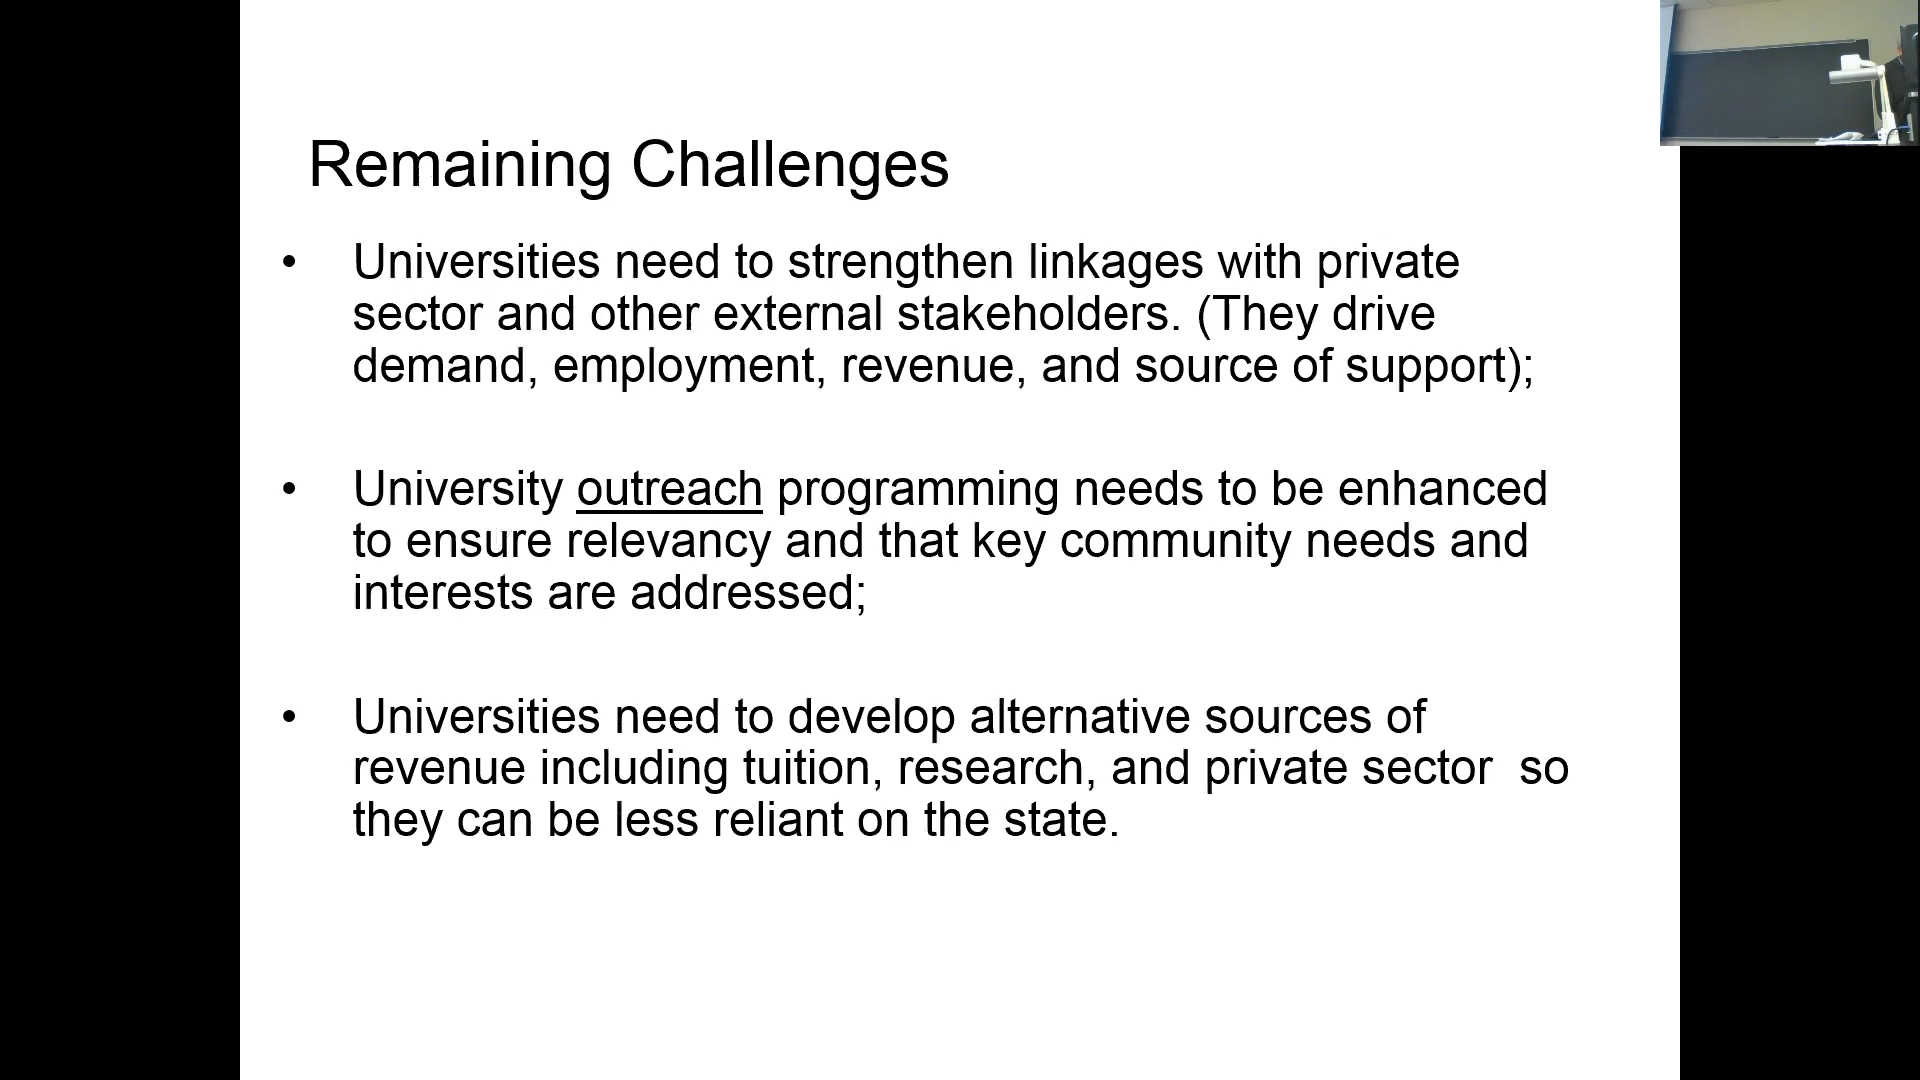 Remaining Challenges
• Universities need to strengthen linkages with private
sector and other external stakeholders. (They drive
demand, employment, revenue, and source of support);
• University outreach programming needs to be enhanced
to ensure relevancy and that key community needs and
interests are addressed;
• Universities need to develop alternative sources of
revenue including tuition, research, and private sector  so
they can be less reliant on the state.